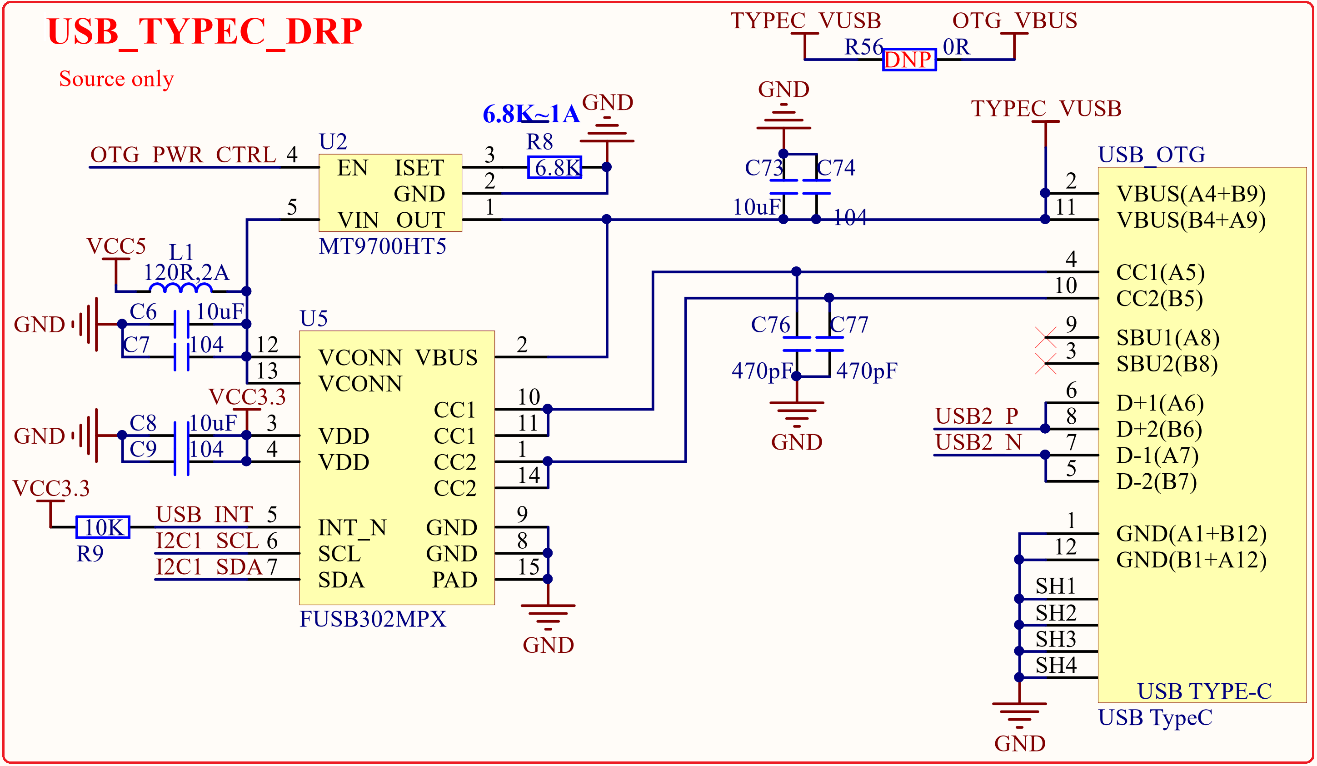 USB_TYPEC_DRP
Source only
TYPEC_VUSB
OTG_VBUS
R56
DNP
0R
GND
6.8K~1A
GND
TYPEC_VUSB
U2
R8
OTG_PWR_CTRL
4
EN
ISET
3
6.8K
GND
2
5
VIN
OUT
1
MT9700HT5
C73
C74
10uF
104
USB_OTG
2
VBUS(A4+B9)
11
VBUS(B4+A9)
4
CC1(A5)
10
CC2(B5)
9
SBU1(A8)
3
SBU2(B8)
6
D+1(A6)
USB2_P
8
D+2(B6)
USB2_N
7
D-1(A7)
5
D-2(B7)
1
GND(A1+B12)
12
GND(B1+A12)
SH1
SH2
SH3
SH4
USB TYPE-C
USB TypeC
GND
VCC5
L1
120R,2A
GND
C6
10uF
C7
104
U5
12
VCONN
VBUS
2
13
VCONN
VCC3.3
CC1
10
GND
C8
10uF
3
VDD
CC1
11
C9
104
4
VDD
CC2
1
CC2
14
VCC3.3
10K
R9
USB_INT
5
INT_N
GND
9
I2C1_SCL
6
SCL
GND
8
I2C1_SDA
7
SDA
PAD
15
FUSB302MPX
GND
C76
C77
470pF
470pF
GND